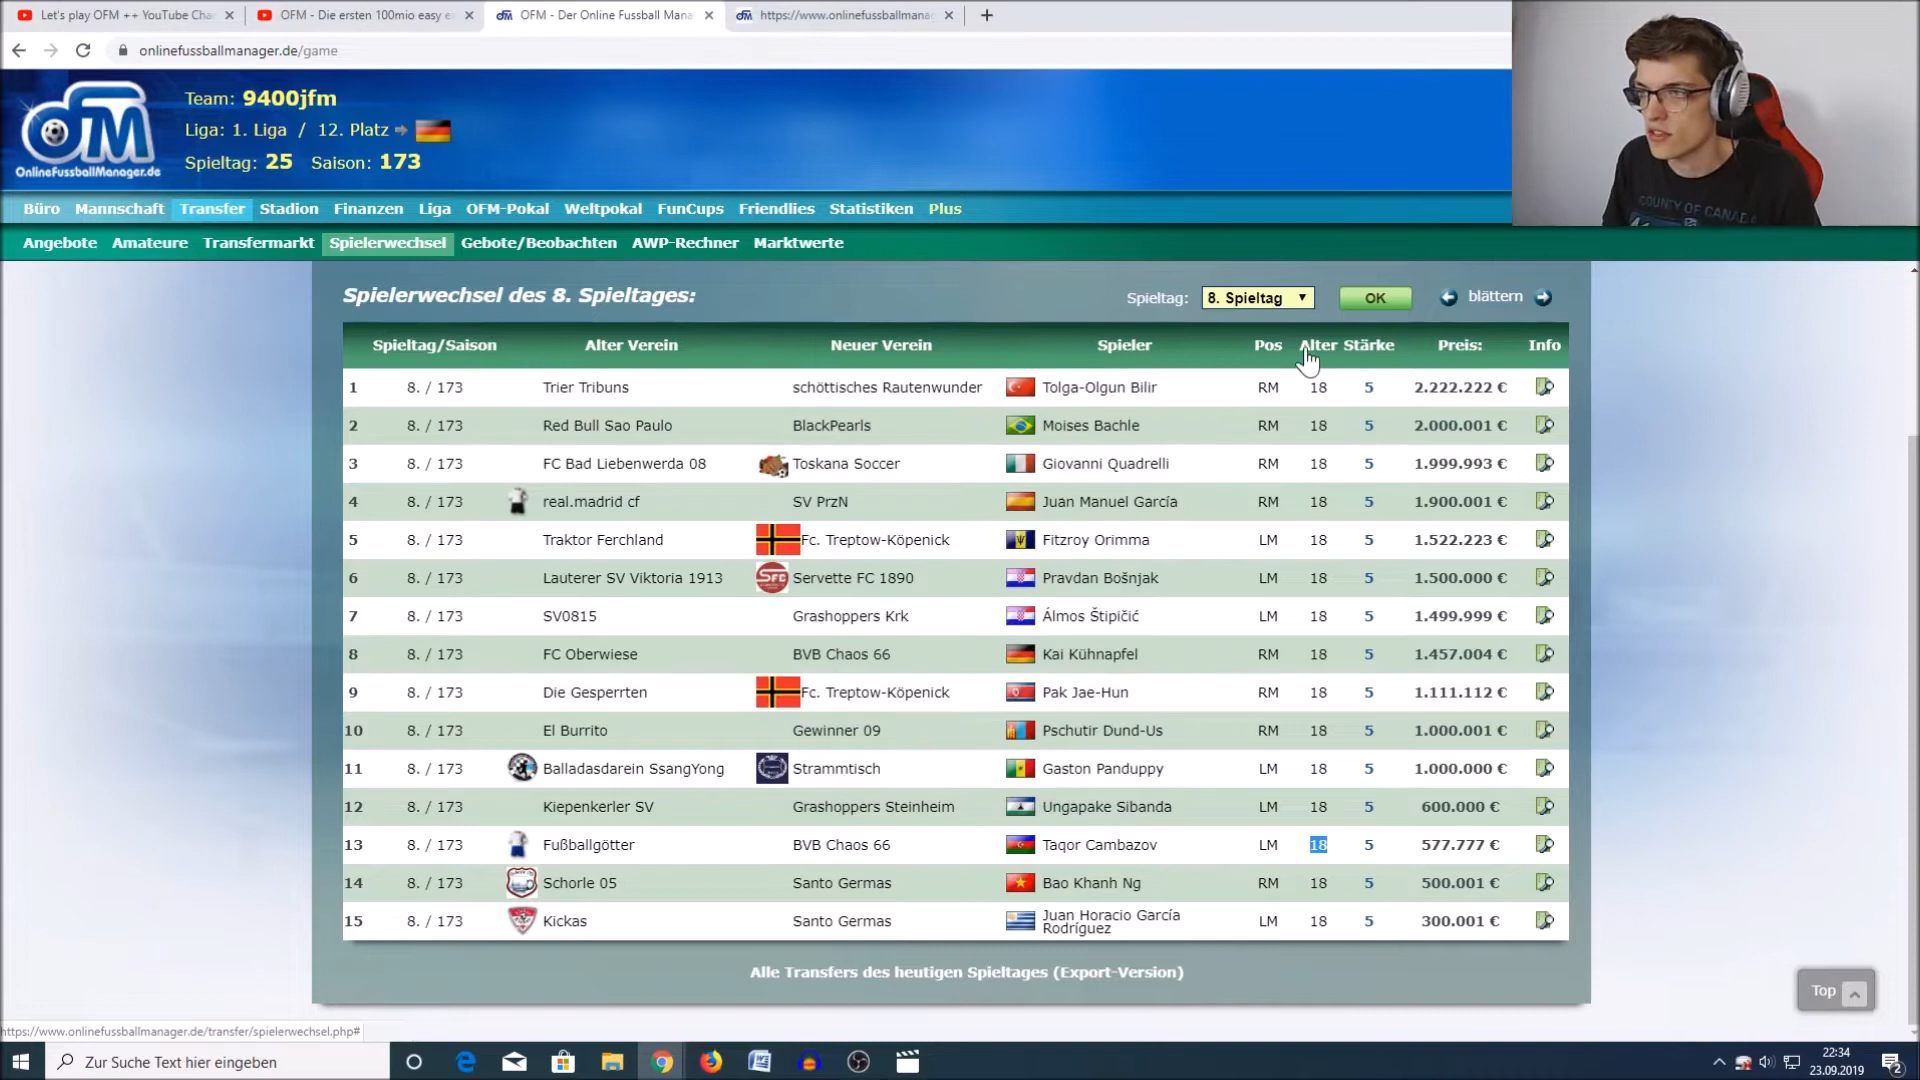 Let's play OFM ++ YouTube Cha
OFM - Die ersten 100mio easy e
OFM - Der Online Fussball Mana
https://www.onlinefussballmana
onlinefussballmanager.de/game
OFM
OnlineFussballManager.de
Team: 9400jfm
Liga: 1. Liga / 12. Platz
Spieltag: 25 Saison: 173
COUNTY OF CANAD
Büro Mannschaft Transfer Stadion Finanzen Liga OFM-Pokal Weltpokal FunCups Friendlies Statistiken Plus
Angebote Amateure Transfermarkt Spielerwechsel Gebote/Beobachten AWP-Rechner Marktwerte
Spielerwechsel des 8. Spieltages:
Spieltag: 8. Spieltag OK blättern
Spieltag/Saison Alter Verein Neuer Verein Spieler Pos Alter Stärke Preis: Info
1 8. / 173 Trier Tribuns schöttisches Rautenwunder Tolga-Olgun Bilir RM 18 5 2.222.222 €
2 8. / 173 Red Bull Sao Paulo BlackPearls Moises Bachle RM 18 5 2.000.001 €
3 8. / 173 FC Bad Liebenwerda 08 Toskana Soccer Giovanni Quadrelli RM 18 5 1.999.993 €
4 8. / 173 real.madrid cf SV PrzN Juan Manuel García RM 18 5 1.900.001 €
5 8. / 173 Traktor Ferchland Fc. Treptow-Köpenick Fitzroy Orimma LM 18 5 1.522.223 €
6 8. / 173 Lauterer SV Viktoria 1913 SFC Servette FC 1890 Pravdan Bošnjak LM 18 5 1.500.000 €
7 8. / 173 SV0815 Grashoppers Krk Álmos Štipičić LM 18 5 1.499.999 €
8 8. / 173 FC Oberwiese BVB Chaos 66 Kai Kühnapfel RM 18 5 1.457.004 €
9 8. / 173 Die Gesperrten Fc. Treptow-Köpenick Pak Jae-Hun RM 18 5 1.111.112 €
10 8. / 173 El Burrito Gewinner 09 Pschutir Dund-Us RM 18 5 1.000.001 €
11 8. / 173 Balladasdarein SsangYong Strammtisch Gaston Panduppy LM 18 5 1.000.000 €
12 8. / 173 Kiepenkerler SV Grashoppers Steinheim Ungapake Sibanda LM 18 5 600.000 €
13 8. / 173 Fußballgötter BVB Chaos 66 Taqor Cambazov LM 18 5 577.777 €
14 8. / 173 Schorle 05 Santo Germas Bao Khanh Ng RM 18 5 500.001 €
15 8. / 173 Kickas Santo Germas Juan Horacio García Rodríguez LM 18 5 300.001 €
Alle Transfers des heutigen Spieltages (Export-Version)
Top
https://www.onlinefussballmanager.de/transfer/spielerwechsel.php#
Zur Suche Text hier eingeben
22:34
23.09.2019
2